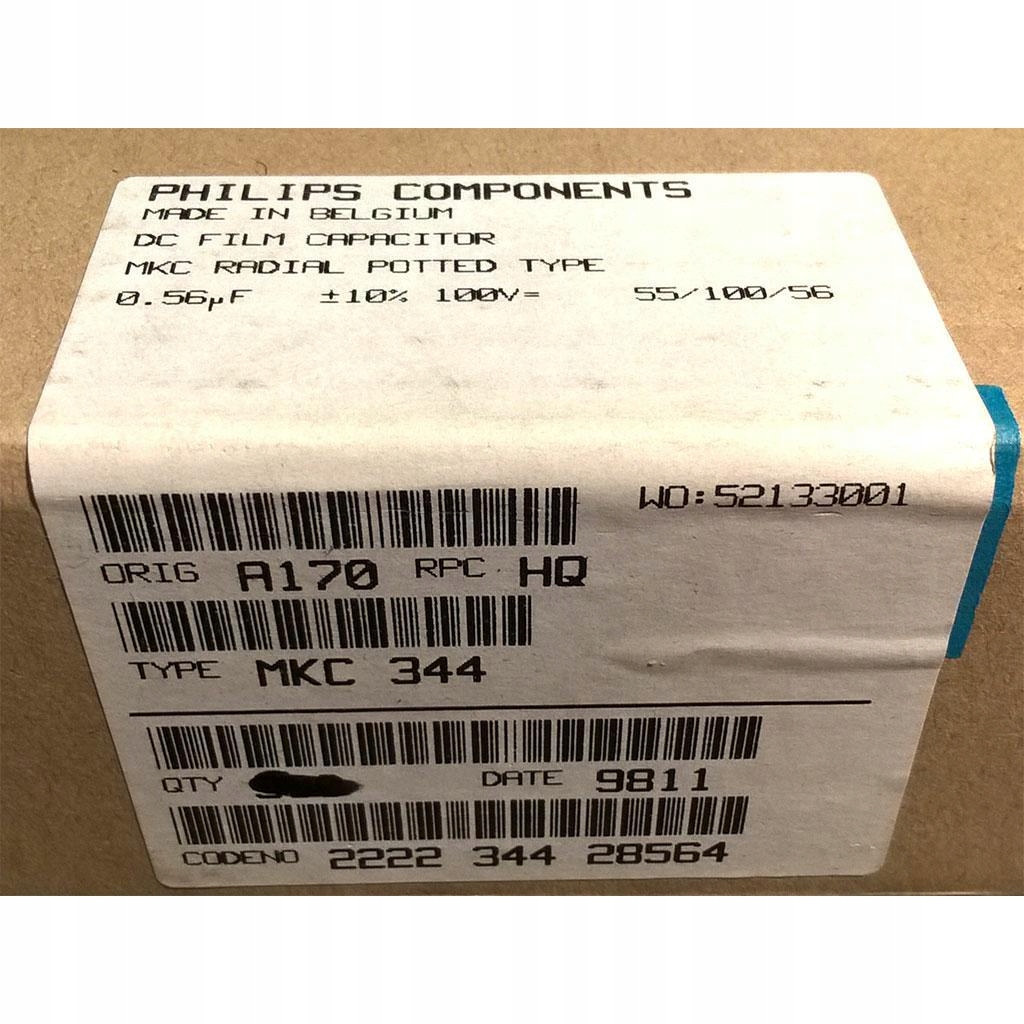 PHILIPS COMPONENTS
MADE IN BELGIUM
DC FILM CAPACITOR
MKC RADIAL POTTED TYPE
0.56µF ±10% 100V= 55/100/56
WO:52133001
ORIG A170 RPC HQ
TYPE MKC 344
QTY DATE 9811
CODENO 2222 344 28564